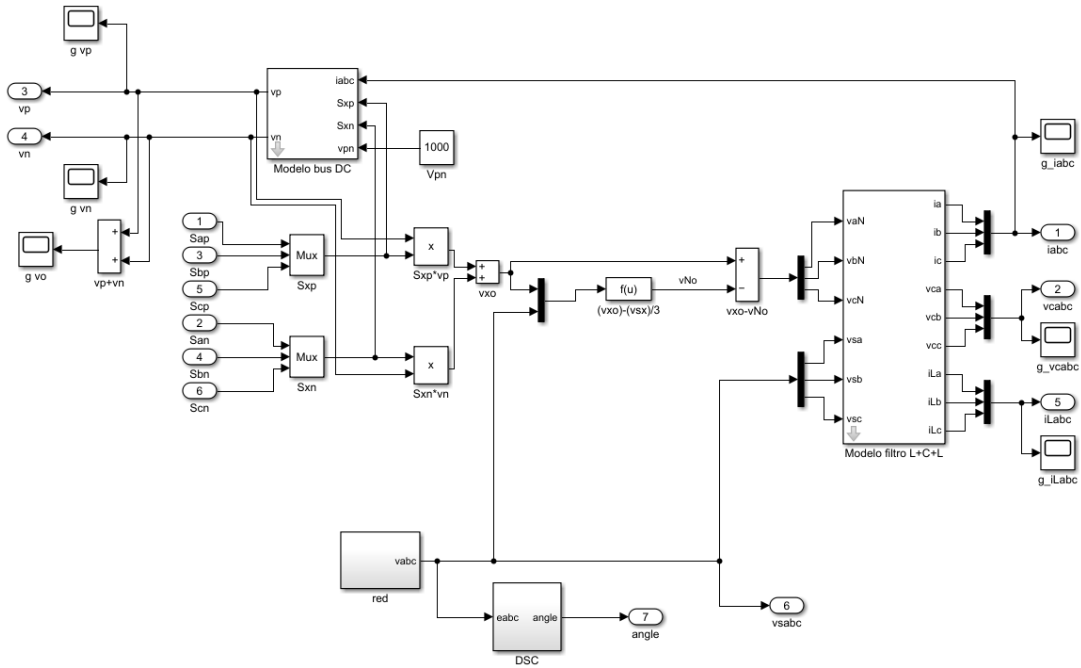 g vp
3
vp
4
vn
g vn
g vo
+
+
vp+vn
vp
vn
iabc
Sxp
Sxn
vpn
Modelo bus DC
1000
Vpn
1
Sap
3
Sbp
5
Scp
2
San
4
Sbn
6
Scn
Mux
Sxp
Mux
Sxn
x
Sxp*vp
x
Sxn*vn
+
+
vxo
f(u)
(vxo)-(vsx)/3
vNo
+
−
vxo-vNo
vaN
vbN
vcN
vsa
vsb
vsc
ia
ib
ic
vca
vcb
vcc
iLa
iLb
iLc
Modelo filtro L+C+L
g_iabc
1
iabc
2
vcabc
g_vcabc
5
iLabc
g_iLabc
vabc
red
eabc
angle
DSC
7
angle
6
vsabc